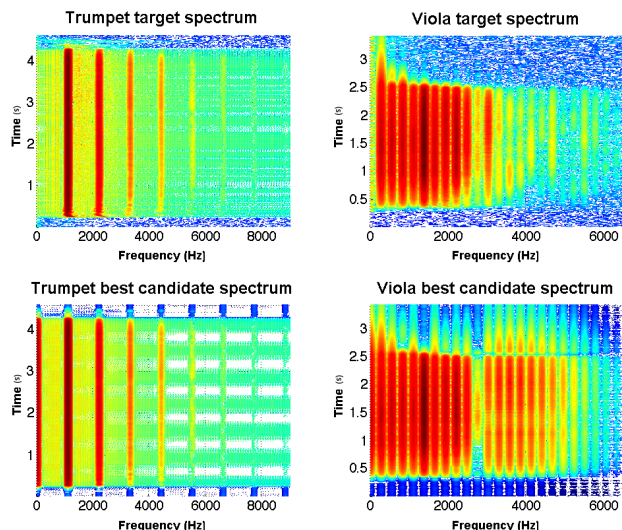 Trumpet target spectrum
4
3
2
1
Time (s)
0 2000 4000 6000 8000
Frequency (Hz)
Viola target spectrum
3
2.5
2
1.5
1
0.5
Time (s)
0 2000 4000 6000
Frequency (Hz)
Trumpet best candidate spectrum
4
3
2
1
Time (s)
0 2000 4000 6000 8000
Frequency (Hz)
Viola best candidate spectrum
3
2.5
2
1.5
1
0.5
Time (s)
0 2000 4000 6000
Frequency (Hz)